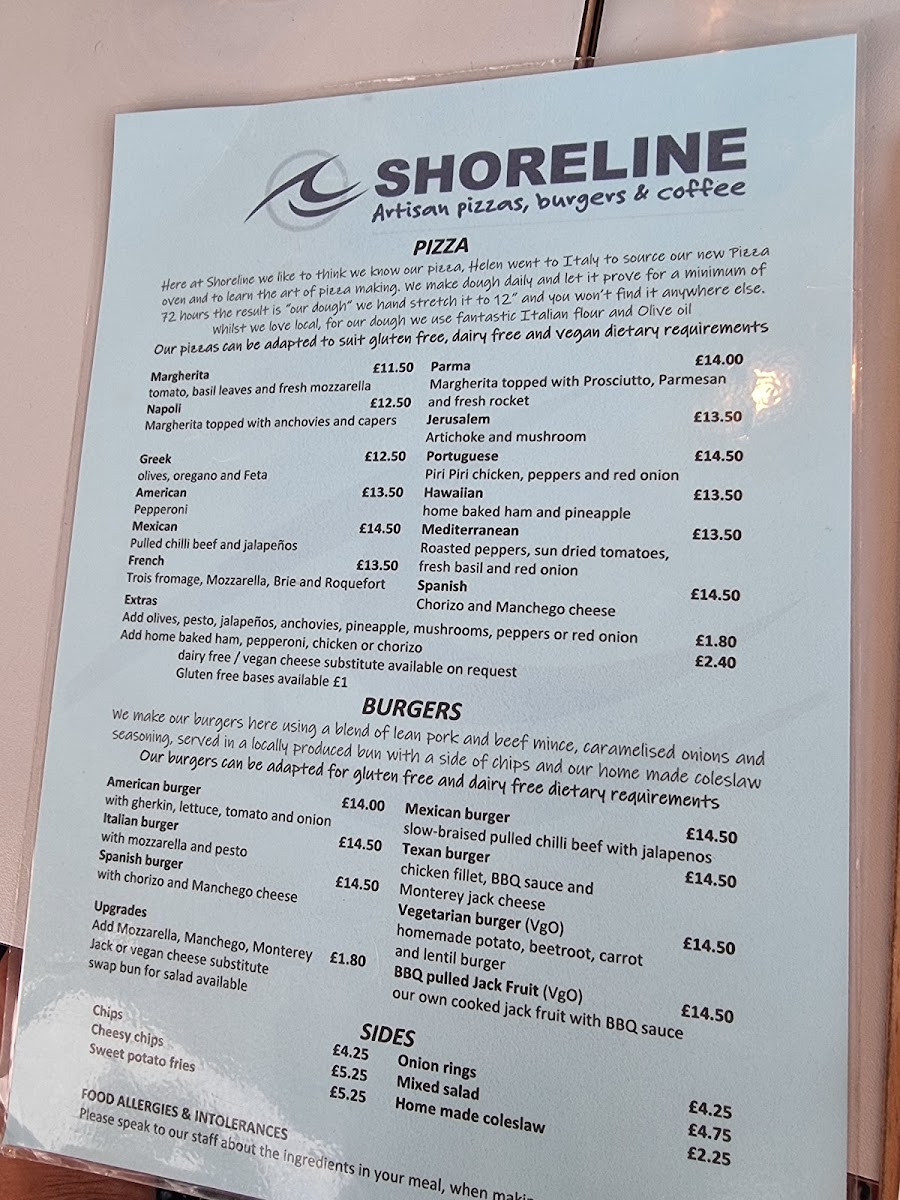 SHORELINE
Artisan pizzas, burgers & coffee
PIZZA
Here at Shoreline we like to think we know our pizza, Helen went to Italy to source our new Pizza
oven and to learn the art of pizza making. We make dough daily and let it prove for a minimum of
72 hours the result is "our dough" we hand stretch it to 12" and you won't find it anywhere else.
Whilst we love local, for our dough we use fantastic Italian flour and Olive oil
Our pizzas can be adapted to suit gluten free, dairy free and vegan dietary requirements
Margherita £11.50
tomato, basil leaves and fresh mozzarella
Napoli £12.50
Margherita topped with anchovies and capers
Greek £12.50
olives, oregano and Feta
American £13.50
Pepperoni
Mexican £14.50
Pulled chilli beef and jalapeños
French £13.50
Trois fromage, Mozzarella, Brie and Roquefort
Parma £14.00
Margherita topped with Prosciutto, Parmesan
and fresh rocket
Jerusalem £13.50
Artichoke and mushroom
Portuguese £14.50
Piri Piri chicken, peppers and red onion
Hawaiian £13.50
home baked ham and pineapple
Mediterranean £13.50
Roasted peppers, sun dried tomatoes,
fresh basil and red onion
Spanish £14.50
Chorizo and Manchego cheese
Extras
Add olives, pesto, jalapeños, anchovies, pineapple, mushrooms, peppers or red onion £1.80
Add home baked ham, pepperoni, chicken or chorizo £2.40
dairy free / vegan cheese substitute available on request
Gluten free bases available £1
BURGERS
We make our burgers here using a blend of lean pork and beef mince, caramelised onions and
seasoning, served in a locally produced bun with a side of chips and our home made coleslaw
Our burgers can be adapted for gluten free and dairy free dietary requirements
American burger £14.00
with gherkin, lettuce, tomato and onion
Italian burger £14.50
with mozzarella and pesto
Spanish burger £14.50
with chorizo and Manchego cheese
Upgrades
Add Mozzarella, Manchego, Monterey £1.80
Jack or vegan cheese substitute
swap bun for salad available
Mexican burger £14.50
slow-braised pulled chilli beef with jalapenos
Texan burger £14.50
chicken fillet, BBQ sauce and
Monterey jack cheese
Vegetarian burger (VgO) £14.50
homemade potato, beetroot, carrot
and lentil burger
BBQ pulled Jack Fruit (VgO) £14.50
our own cooked jack fruit with BBQ sauce
SIDES
Chips £4.25
Cheesy chips £5.25
Sweet potato fries £5.25
Onion rings £4.25
Mixed salad £4.75
Home made coleslaw £2.25
FOOD ALLERGIES & INTOLERANCES
Please speak to our staff about the ingredients in your meal, when